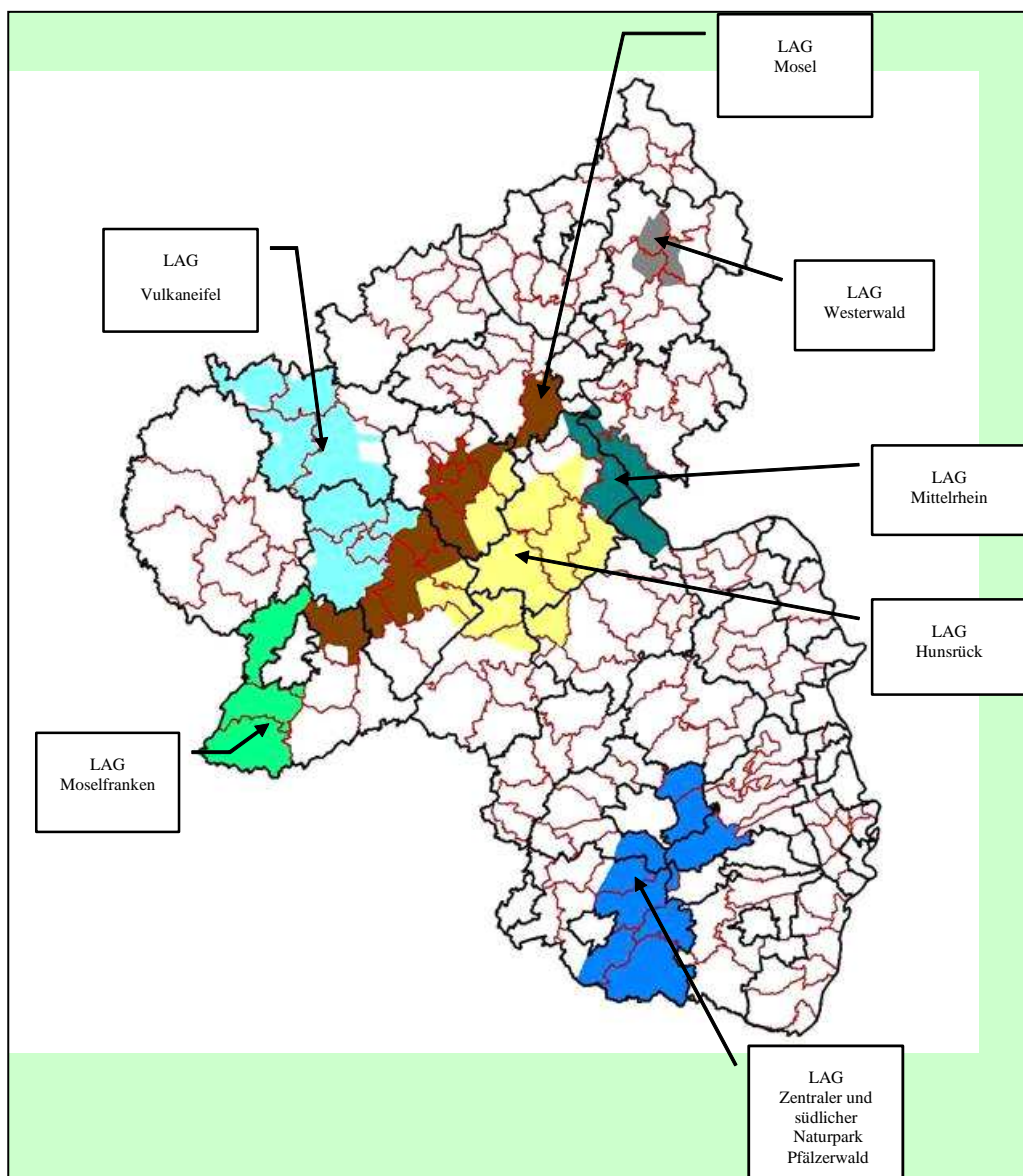 LAG
Mosel
LAG
Vulkaneifel
LAG
Westerwald
LAG
Mittelrhein
LAG
Hunsrück
LAG
Moselfranken
LAG
Zentraler und
südlicher
Naturpark
Pfälzerwald